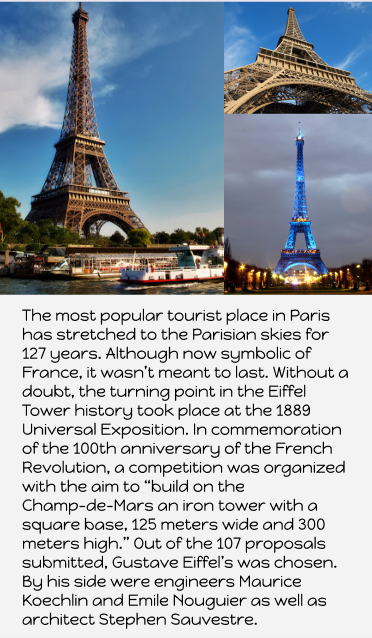 The most popular tourist place in Paris
has stretched to the Parisian skies for
127 years. Although now symbolic of
France, it wasn't meant to last. Without a
doubt, the turning point in the Eiffel
Tower history took place at the 1889
Universal Exposition. In commemoration
of the 100th anniversary of the French
Revolution, a competition was organized
with the aim to “build on the
Champ-de-Mars an iron tower with a
square base, 125 meters wide and 300
meters high.” Out of the 107 proposals
submitted, Gustave Eiffel's was chosen.
By his side were engineers Maurice
Koechlin and Emile Nouguier as well as
architect Stephen Sauvestre.